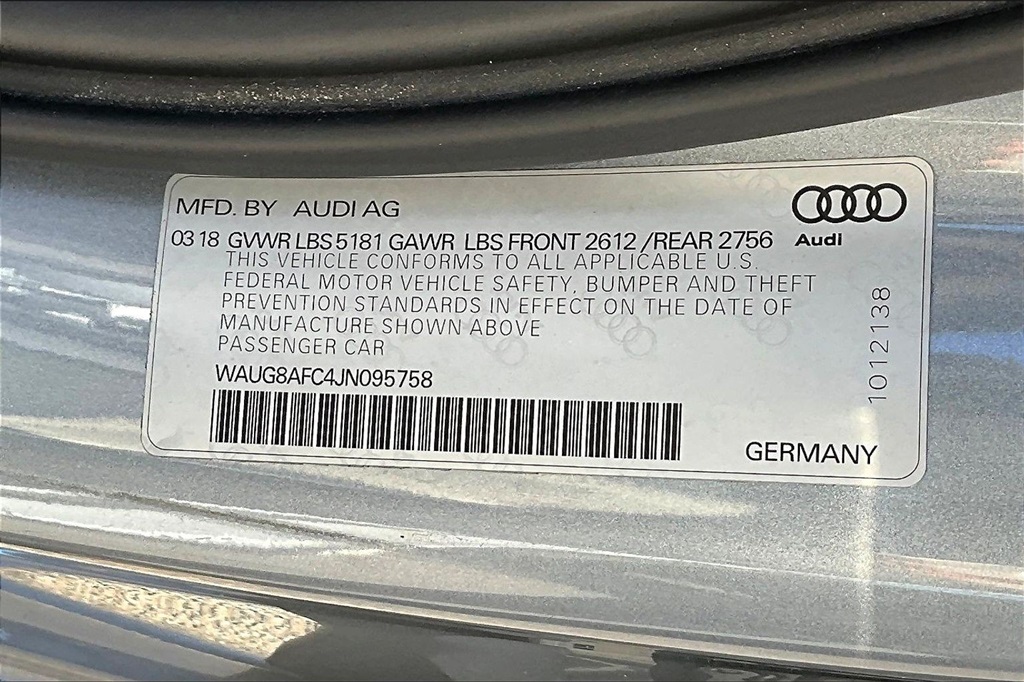 MFD. BY AUDI AG
03 18 GVWR LBS 5181 GAWR LBS FRONT 2612 /REAR 2756
Audi
THIS VEHICLE CONFORMS TO ALL APPLICABLE U.S.
FEDERAL MOTOR VEHICLE SAFETY, BUMPER AND THEFT
PREVENTION STANDARDS IN EFFECT ON THE DATE OF
MANUFACTURE SHOWN ABOVE
PASSENGER CAR
WAUG8AFC4JN095758
GERMANY
1012138